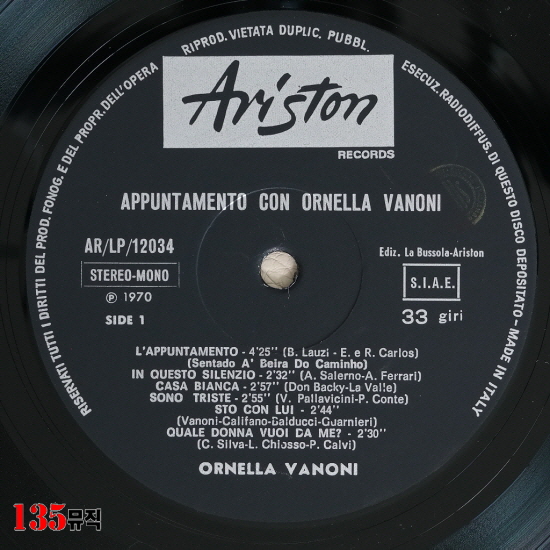 RISERVATI TUTTI I DIRITTI DEL PROD. FONOG. E DEL PROPR. DELL'OPERA
RIPROD. VIETATA DUPLIC. PUBBL.
ESECUZ. RADIODIFFUS. DI QUESTO DISCO DEPOSITATO - MADE IN ITALY
Ariston
RECORDS
APPUNTAMENTO CON ORNELLA VANONI
AR/LP/12034
STEREO-MONO
Ⓟ 1970
SIDE 1
Ediz. La Bussola-Ariston
S.I.A.E.
33 giri
L'APPUNTAMENTO - 4'25'' (B. Lauzi - E. e R. Carlos)
(Sentado A' Beira Do Caminho)
IN QUESTO SILENZIO - 2'32'' (A. Salerno-A. Ferrari)
CASA BIANCA - 2'57'' (Don Backy-La Valle)
SONO TRISTE - 2'55'' (V. Pallavicini-P. Conte)
STO CON LUI - 2'44''
(Vanoni-Califano-Balducci-Guarnieri)
QUALE DONNA VUOI DA ME? - 2'30''
(C. Silva-L. Chiosso-P. Calvi)
ORNELLA VANONI
135뮤직